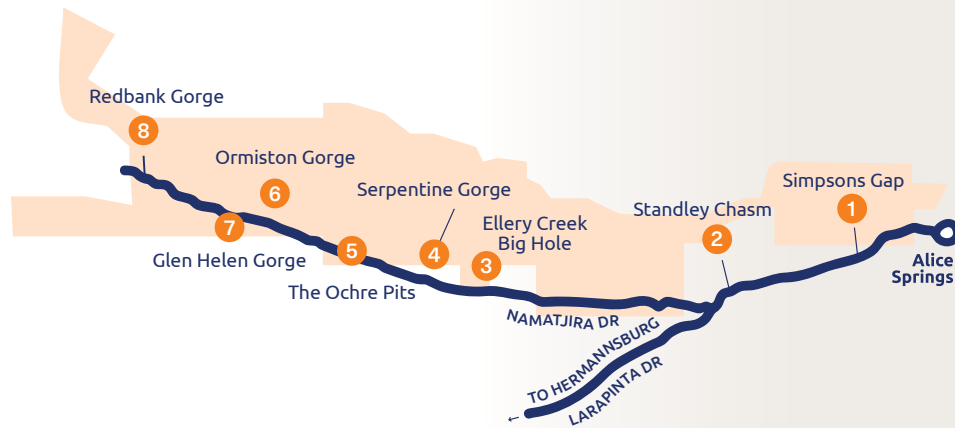 Redbank Gorge
8
Ormiston Gorge
6
Serpentine Gorge
Simpsons Gap
1
Standley Chasm
2
Ellery Creek
Big Hole
7
5
4
3
Glen Helen Gorge
The Ochre Pits
Alice
Springs
NAMATJIRA DR
TO HERMANNSBURG
LARAPINTA DR
←